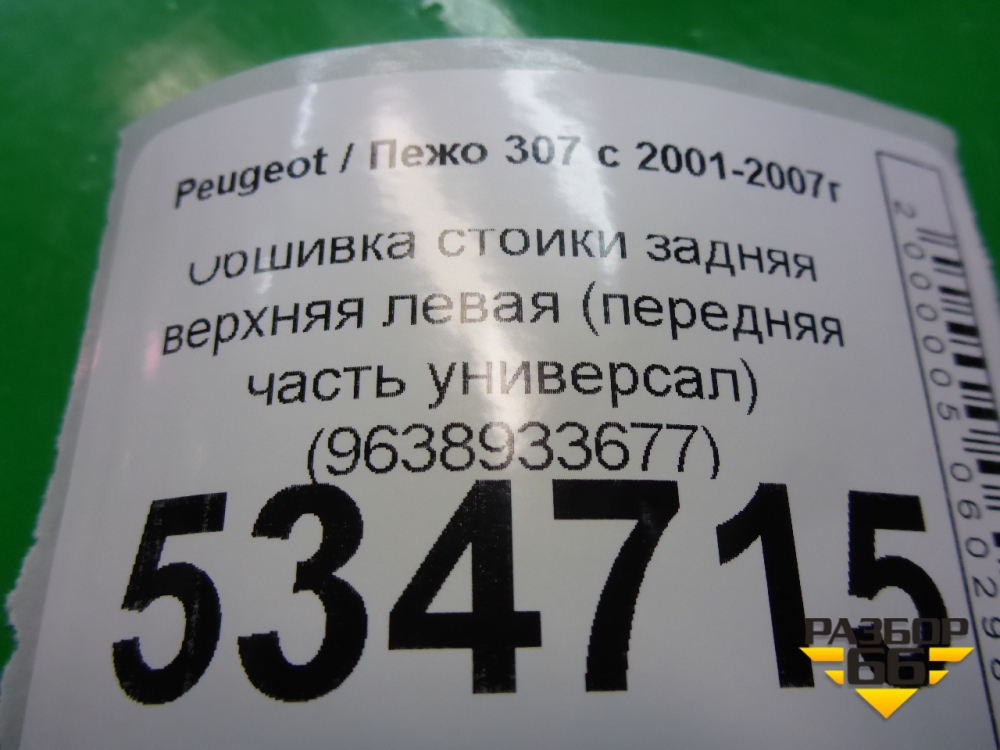 Peugeot / Пежо 307 с 2001-2007г
Обшивка стойки задняя
верхняя левая (передняя
часть универсал)
(9638933677)
534715
РАЗБОР
66